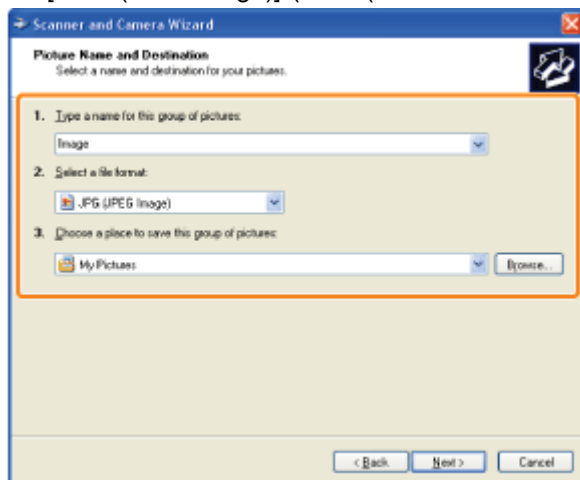 Scanner and Camera Wizard
Picture Name and Destination
Select a name and destination for your pictures.
1. Type a name for this group of pictures:
Image
2. Select a file format:
JPG (JPEG Image)
3. Choose a place to save this group of pictures:
My Pictures
Browse...
< Back
Next >
Cancel